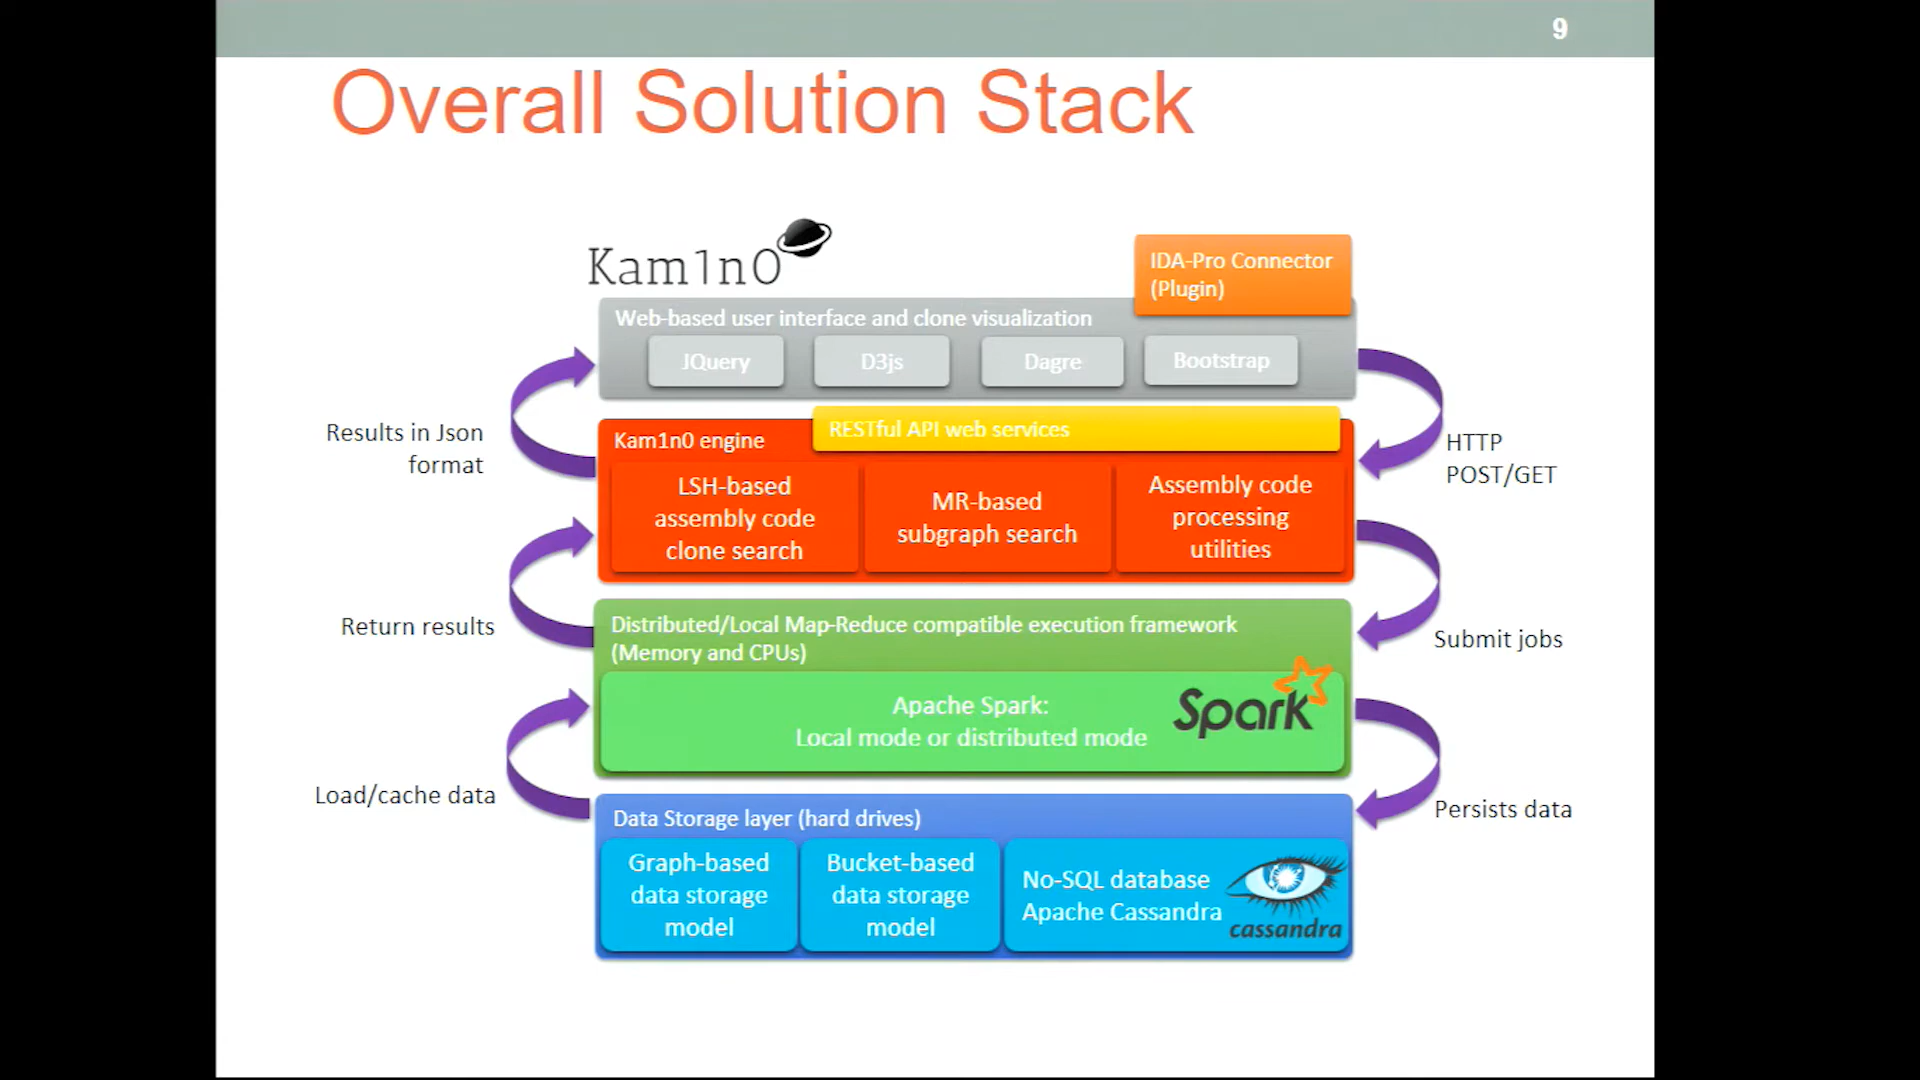 9
Overall Solution Stack
Kam1n0
IDA-Pro Connector
(Plugin)
Web-based user interface and clone visualization
JQuery
D3js
Dagre
Bootstrap
Results in Json
format
HTTP
POST/GET
RESTful API web services
Kam1n0 engine
LSH-based
assembly code
clone search
MR-based
subgraph search
Assembly code
processing
utilities
Return results
Submit jobs
Distributed/Local Map-Reduce compatible execution framework
(Memory and CPUs)
Apache Spark:
Local mode or distributed mode
Spark
Load/cache data
Persists data
Data Storage layer (hard drives)
Graph-based
data storage
model
Bucket-based
data storage
model
No-SQL database
Apache Cassandra
cassandra